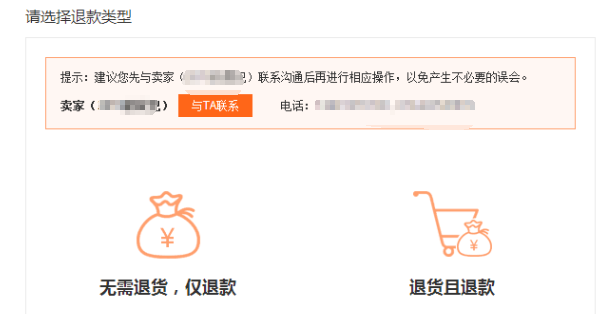 请选择退款类型
提示：建议您先与卖家（ ）联系沟通后再进行相应操作，以免产生不必要的误会。
卖家（ ） 与TA联系 电话：
¥ ¥
无需退货，仅退款 退货且退款